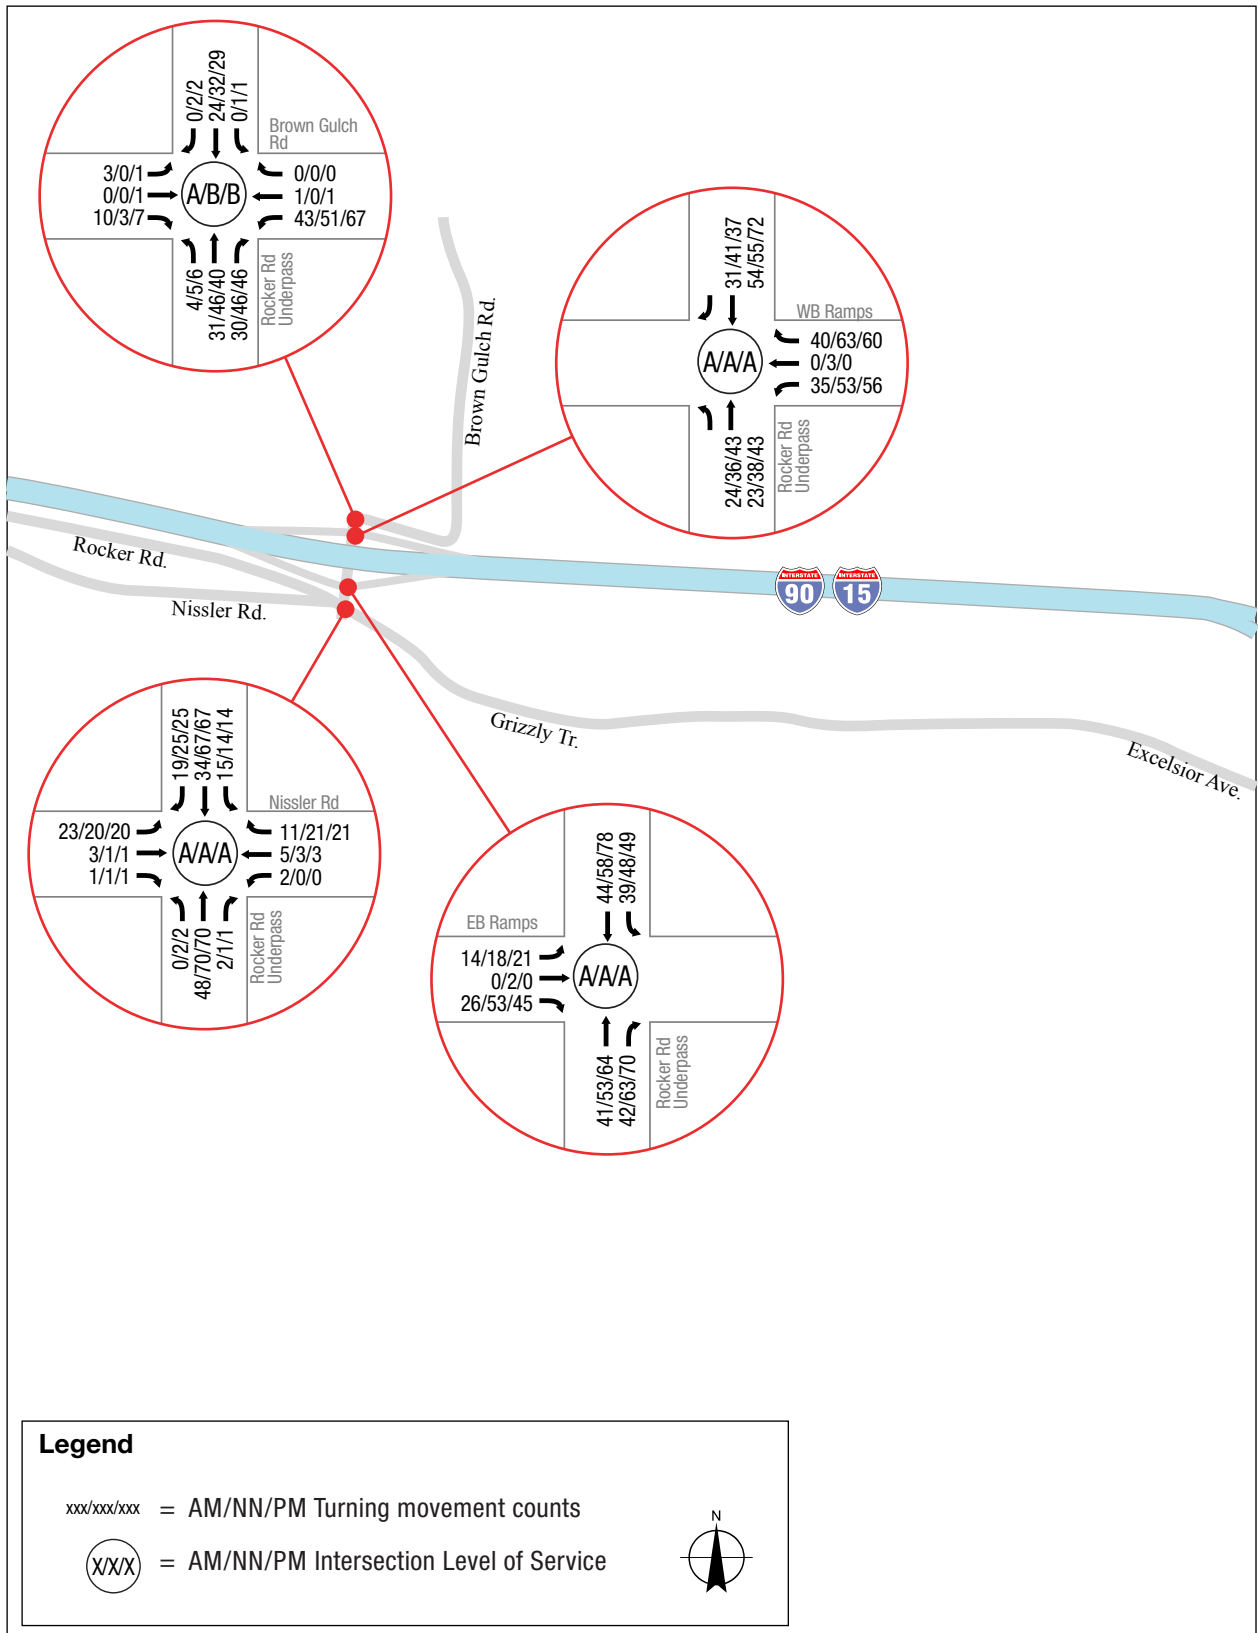 0/2/2
24/32/29
0/1/1
Brown Gulch
Rd
3/0/1
0/0/1
10/3/7
A/B/B
0/0/0
1/0/1
43/51/67
4/5/6
31/46/40
30/46/46
Rocker Rd
Underpass
31/41/37
54/55/72
WB Ramps
A/A/A
40/63/60
0/3/0
35/53/56
24/36/43
23/38/43
Rocker Rd
Underpass
Brown Gulch Rd.
Rocker Rd.
Nissler Rd.
INTERSTATE
90
INTERSTATE
15
Grizzly Tr.
Excelsior Ave.
19/25/25
34/67/67
15/14/14
Nissler Rd
23/20/20
3/1/1
1/1/1
A/A/A
11/21/21
5/3/3
2/0/0
0/2/2
48/70/70
2/1/1
Rocker Rd
Underpass
44/58/78
39/48/49
EB Ramps
14/18/21
0/2/0
26/53/45
A/A/A
41/53/64
42/63/70
Rocker Rd
Underpass
Legend
xxx/xxx/xxx = AM/NN/PM Turning movement counts
X/X/X = AM/NN/PM Intersection Level of Service
N